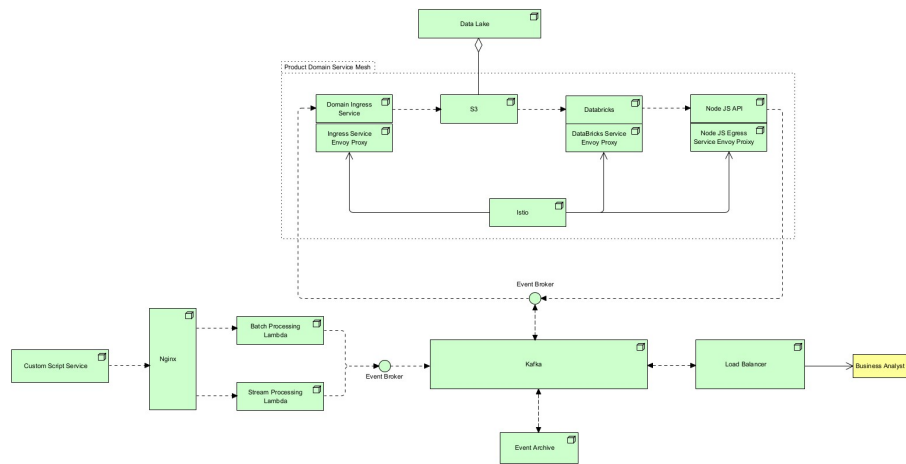 Data Lake
Product Domain Service Mesh
Domain Ingress
Service
S3
Databricks
Node JS API
Ingress Service
Envoy Proxy
DataBricks Service
Envoy Proxy
Node JS Egress
Service Envoy Proixy
Istio
Event Broker
Batch Processing
Lambda
Custom Script Service
Nginx
Event Broker
Kafka
Load Balancer
Business Analyst
Stream Processing
Lambda
Event Archive